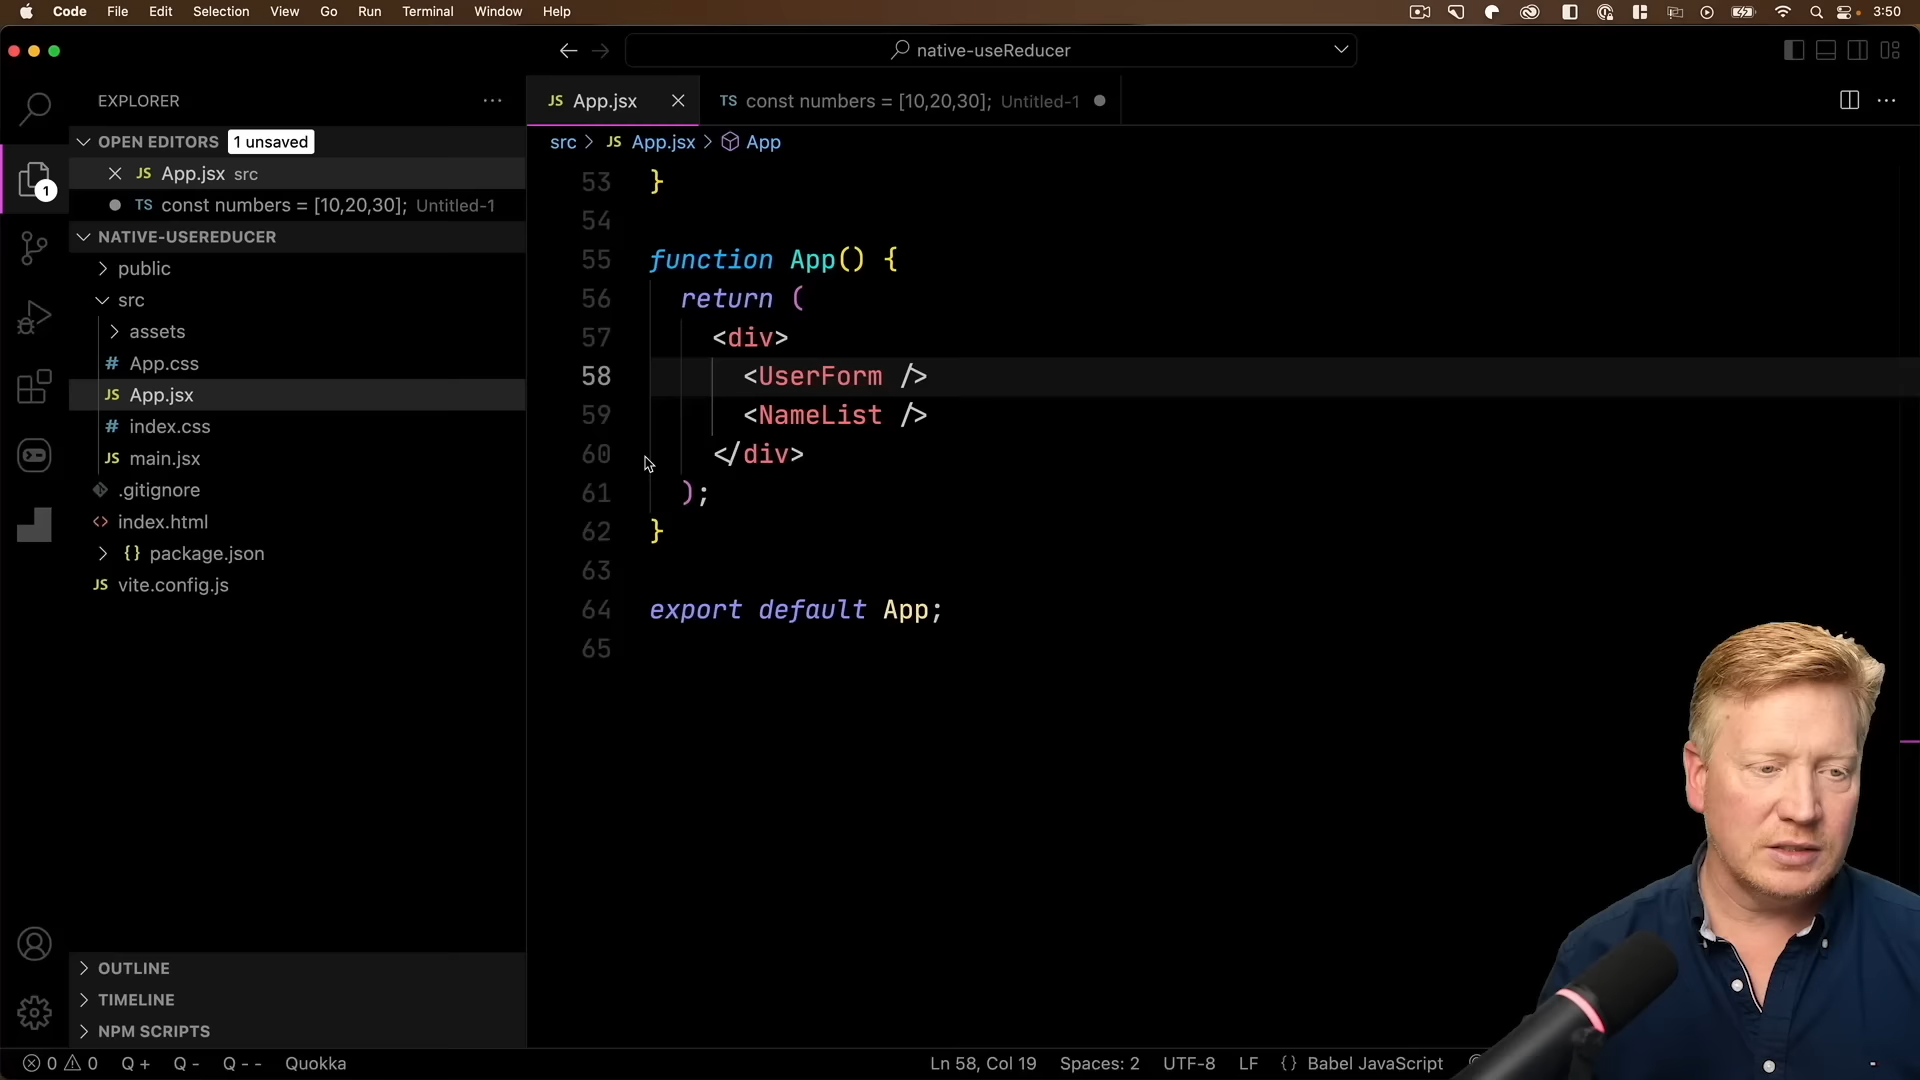 Code File Edit Selection View Go Run Terminal Window Help 3:50
native-useReducer
EXPLORER
OPEN EDITORS 1 unsaved
JS App.jsx src
TS const numbers = [10,20,30]; Untitled-1
NATIVE-USEREDUCER
public
src
assets
# App.css
JS App.jsx
# index.css
JS main.jsx
.gitignore
<> index.html
{} package.json
JS vite.config.js
OUTLINE
TIMELINE
NPM SCRIPTS
1
JS App.jsx TS const numbers = [10,20,30]; Untitled-1
src > JS App.jsx > App
53 }
54
55 function App() {
56 return (
57 <div>
58 <UserForm />
59 <NameList />
60 </div>
61 );
62 }
63
64 export default App;
65
0 0 Q + Q - Q - - Quokka Ln 58, Col 19 Spaces: 2 UTF-8 LF {} Babel JavaScript